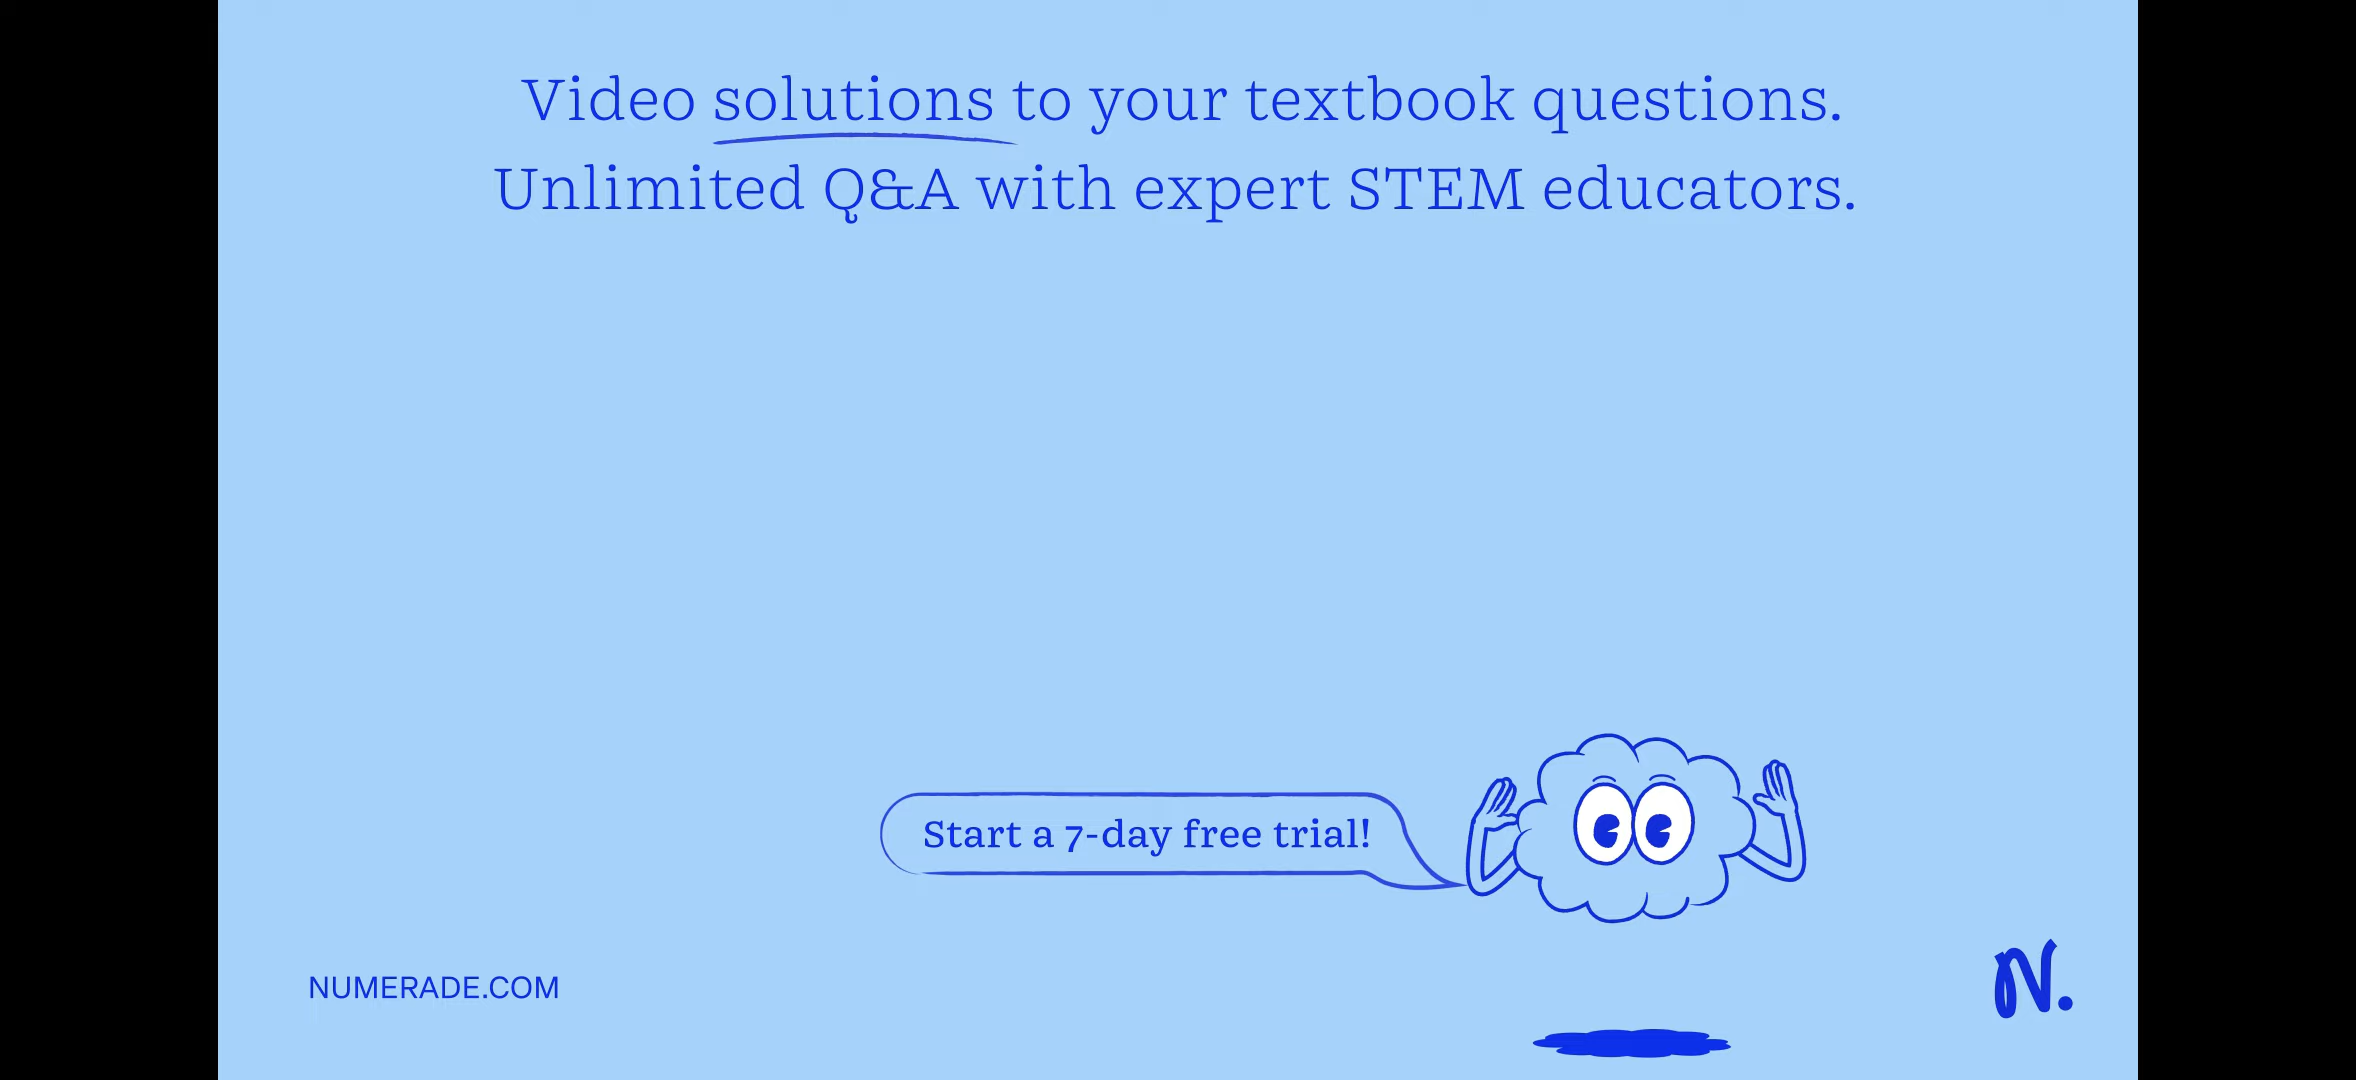 Video solutions to your textbook questions.
Unlimited Q&A with expert STEM educators.
Start a 7-day free trial!
NUMERADE.COM
N.